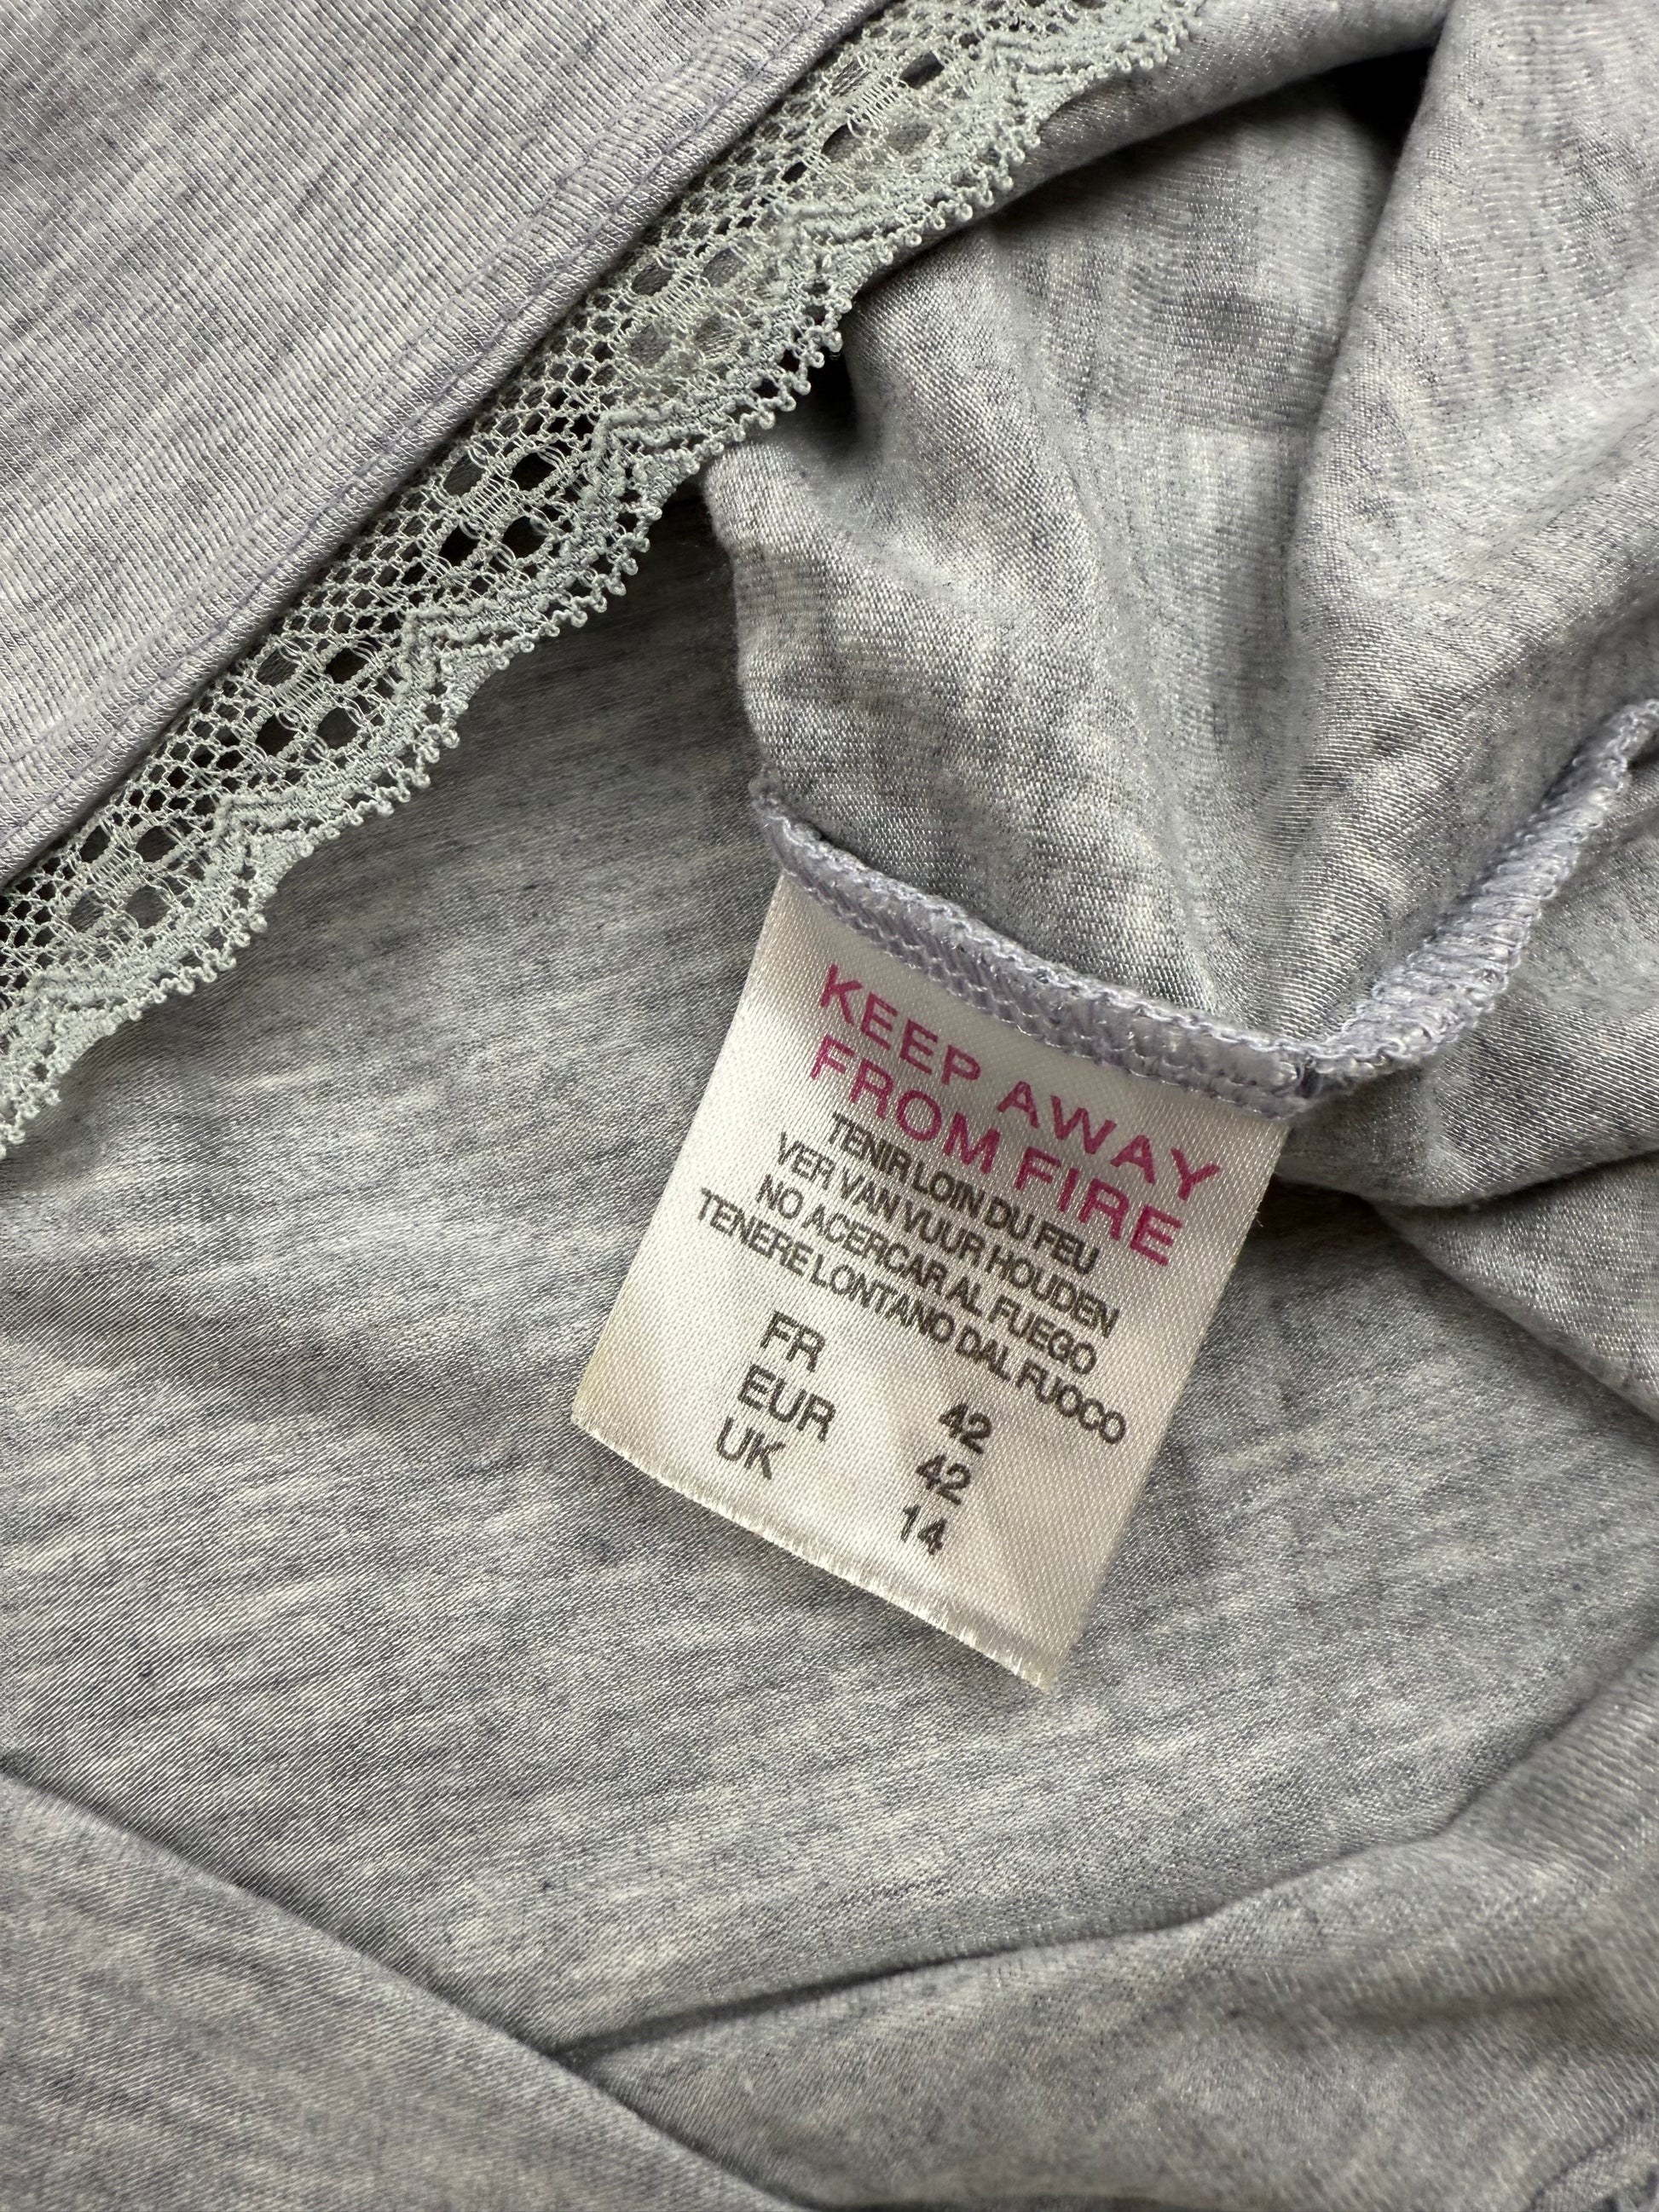 KEEP AWAY
FROM FIRE
TENIR LOIN DU FEU
VER VAN VUUR HOUDEN
NO ACERCAR AL FUEGO
TENERE LONTANO DAL FUOCO
FR 42
EUR 42
UK 14